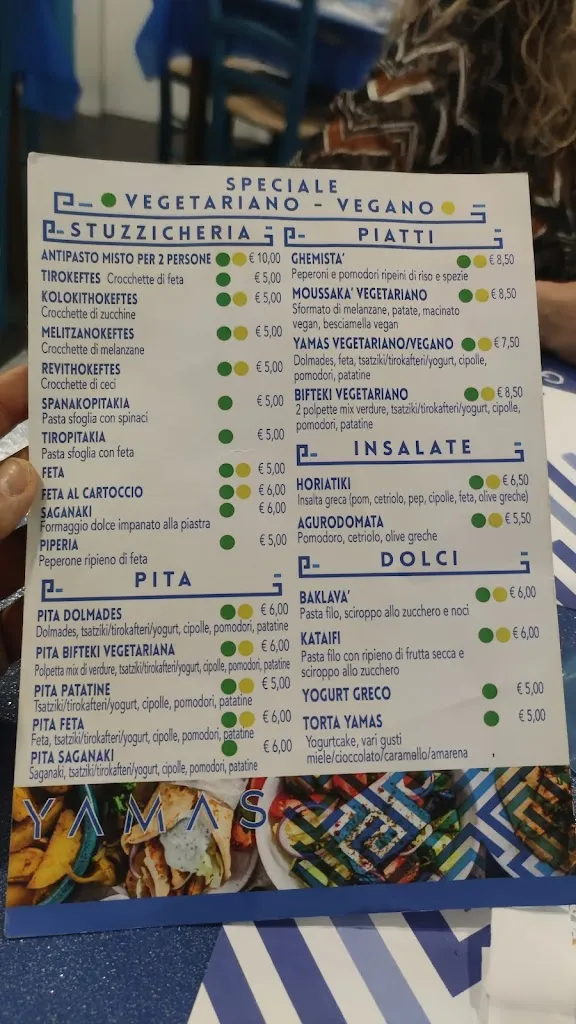 SPECIALE
VEGETARIANO - VEGANO
STUZZICHERIA
ANTIPASTO MISTO PER 2 PERSONE € 10,00
TIROKEFTES Crocchette di feta € 5,00
KOLOKITHOKEFTES € 5,00
Crocchette di zucchine
MELITZANOKEFTES € 5,00
Crocchette di melanzane
REVITHOKEFTES € 5,00
Crocchette di ceci
SPANAKOPITAKIA € 5,00
Pasta sfoglia con spinaci
TIROPITAKIA € 5,00
Pasta sfoglia con feta
FETA € 5,00
FETA AL CARTOCCIO € 6,00
SAGANAKI € 6,00
Formaggio dolce impanato alla piastra
PIPERIA € 5,00
Peperone ripieno di feta
PITA
PITA DOLMADES € 6,00
Dolmades, tsatziki/tirokafteri/yogurt, cipolle, pomodori, patatine
PITA BIFTEKI VEGETARIANA € 6,00
Polpetta mix di verdure, tsatziki/tirokafteri/yogurt, cipolle, pomodori, patatine
PITA PATATINE € 5,00
Tsatziki/tirokafteri/yogurt, cipolle, pomodori, patatine
PITA FETA € 6,00
Feta, tsatziki/tirokafteri/yogurt, cipolle, pomodori, patatine
PITA SAGANAKI € 6,00
Saganaki, tsatziki/tirokafteri/yogurt, cipolle, pomodori, patatine
PIATTI
GHEMISTA' € 8,50
Peperoni e pomodori ripeini di riso e spezie
MOUSSAKA' VEGETARIANO € 8,50
Sformato di melanzane, patate, macinato
vegan, besciamella vegan
YAMAS VEGETARIANO/VEGANO € 7,50
Dolmades, feta, tsatziki/tirokafteri/yogurt, cipolle,
pomodori, patatine
BIFTEKI VEGETARIANO € 8,50
2 polpette mix verdure, tsatziki/tirokafteri/yogurt, cipolle,
pomodori, patatine
INSALATE
HORIATIKI € 6,50
Insalta greca (pom, cetriolo, pep, cipolle, feta, olive greche)
AGURODOMATA € 5,50
Pomodoro, cetriolo, olive greche
DOLCI
BAKLAVA' € 6,00
Pasta filo, sciroppo allo zucchero e noci
KATAIFI € 6,00
Pasta filo con ripieno di frutta secca e
sciroppo allo zucchero
YOGURT GRECO € 5,00
TORTA YAMAS € 5,00
Yogurtcake, vari gusti
miele/cioccolato/caramello/amarena
YAMAS